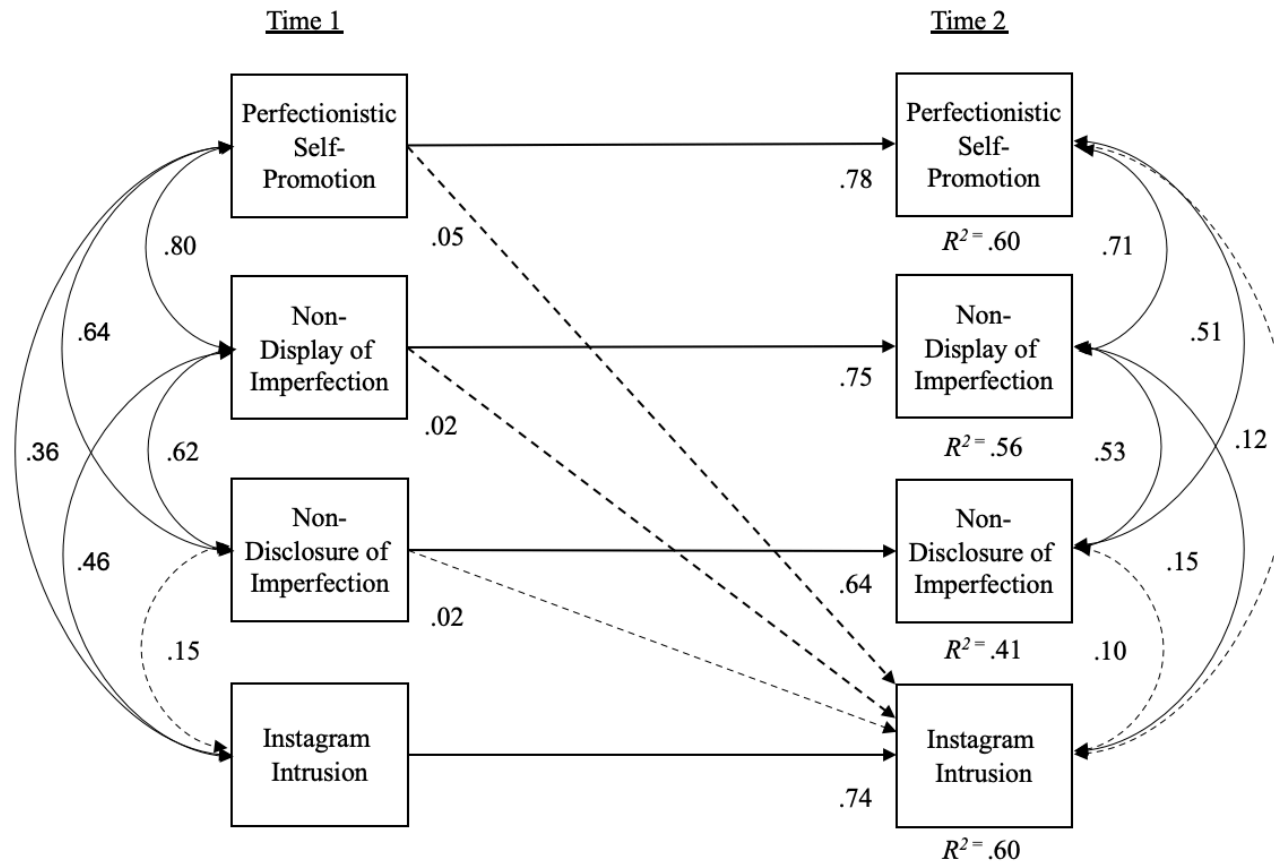 Time 1
Time 2
Perfectionistic
Self-
Promotion
Perfectionistic
Self-
Promotion
.78
.05
R² = .60
.80
.71
.64
.51
Non-
Display of
Imperfection
Non-
Display of
Imperfection
.75
.02
R² = .56
.36
.62
.53
.12
Non-
Disclosure of
Imperfection
Non-
Disclosure of
Imperfection
.46
.15
.64
.02
R² = .41
.15
.10
Instagram
Intrusion
Instagram
Intrusion
.74
R² = .60